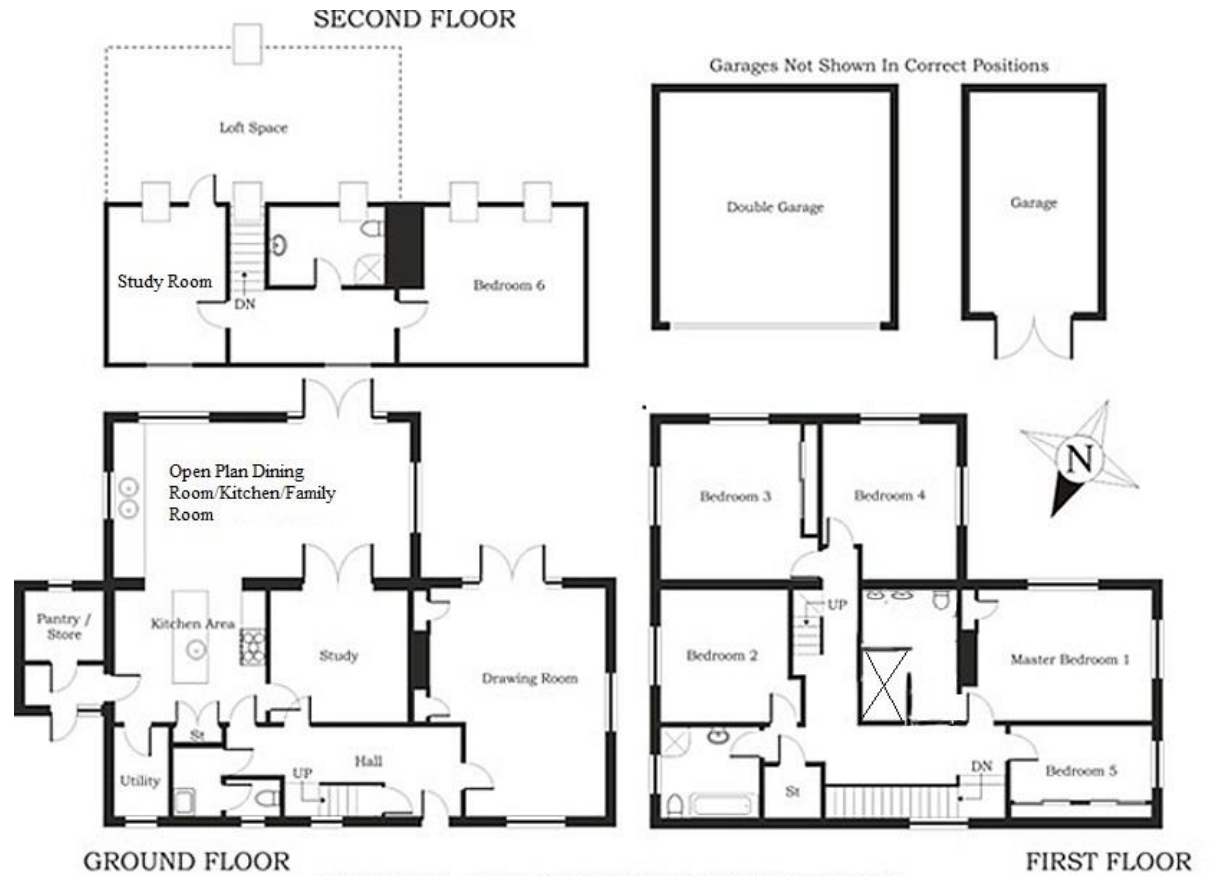 SECOND FLOOR
Garages Not Shown In Correct Positions
Loft Space
Double Garage
Garage
Study Room
DN
Bedroom 6
Open Plan Dining
Room/Kitchen/Family
Room
Pantry /
Store
Kitchen Area
Study
Drawing Room
St
Utility
Hall
UP
GROUND FLOOR
N
Bedroom 3
Bedroom 4
UP
Bedroom 2
Master Bedroom 1
St
DN
Bedroom 5
FIRST FLOOR